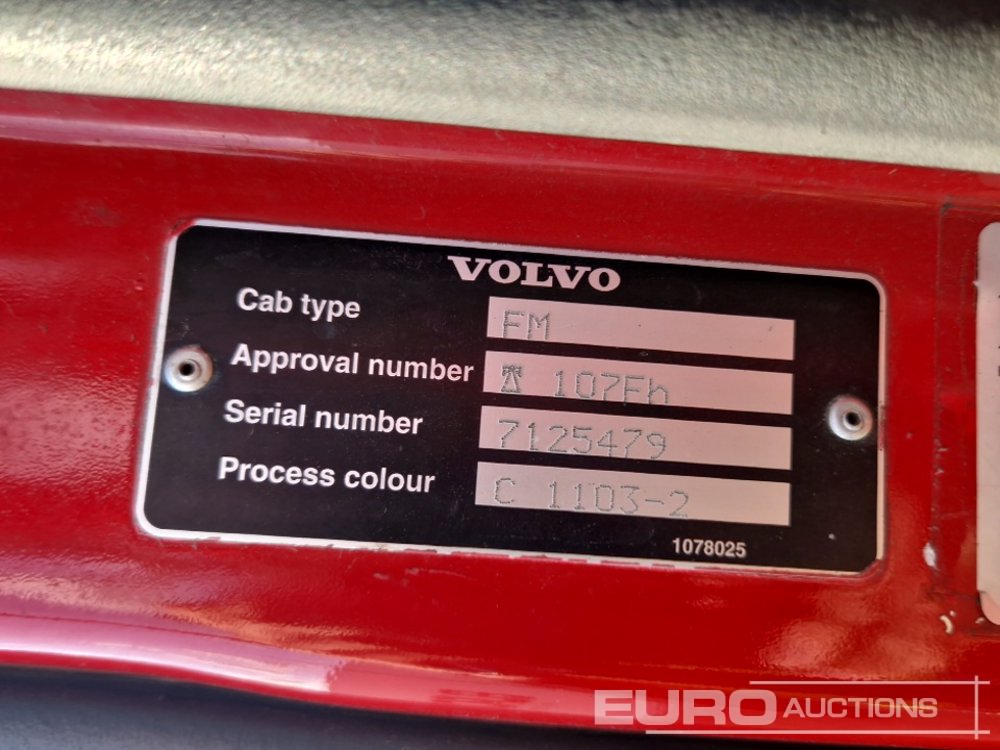 VOLVO
Cab type FM
Approval number 107Fh
Serial number 7125479
Process colour C 1103-2
1078025
EURO AUCTIONS